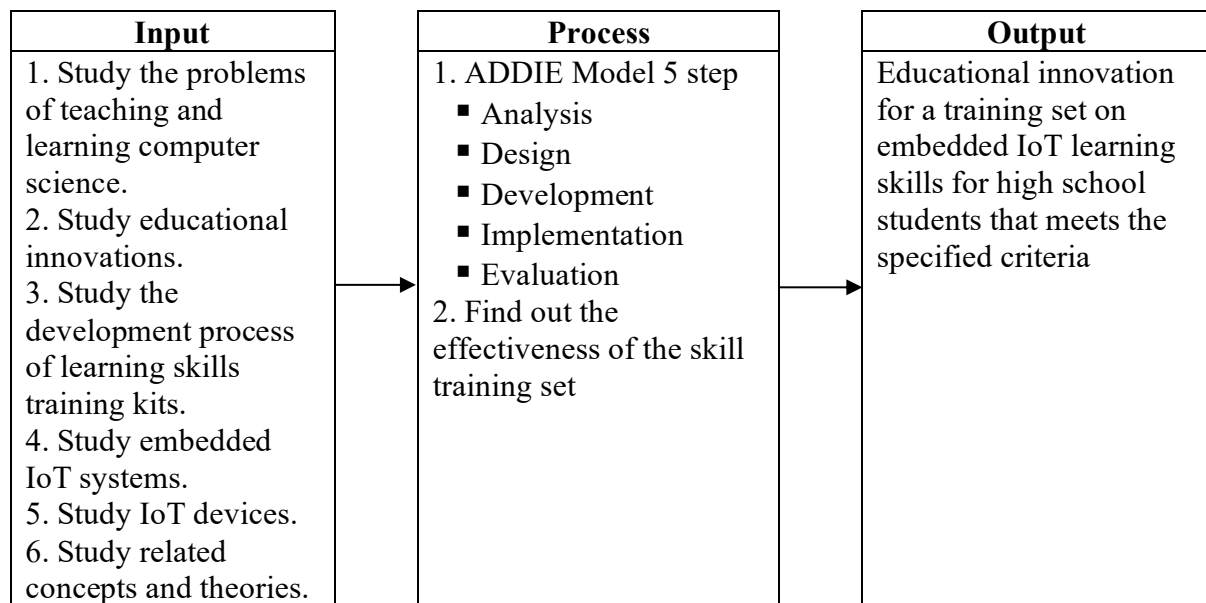 Input
1. Study the problems
of teaching and
learning computer
science.
2. Study educational
innovations.
3. Study the
development process
of learning skills
training kits.
4. Study embedded
IoT systems.
5. Study IoT devices.
6. Study related
concepts and theories.
Process
1. ADDIE Model 5 step
▪ Analysis
▪ Design
▪ Development
▪ Implementation
▪ Evaluation
2. Find out the
effectiveness of the skill
training set
Output
Educational innovation
for a training set on
embedded IoT learning
skills for high school
students that meets the
specified criteria